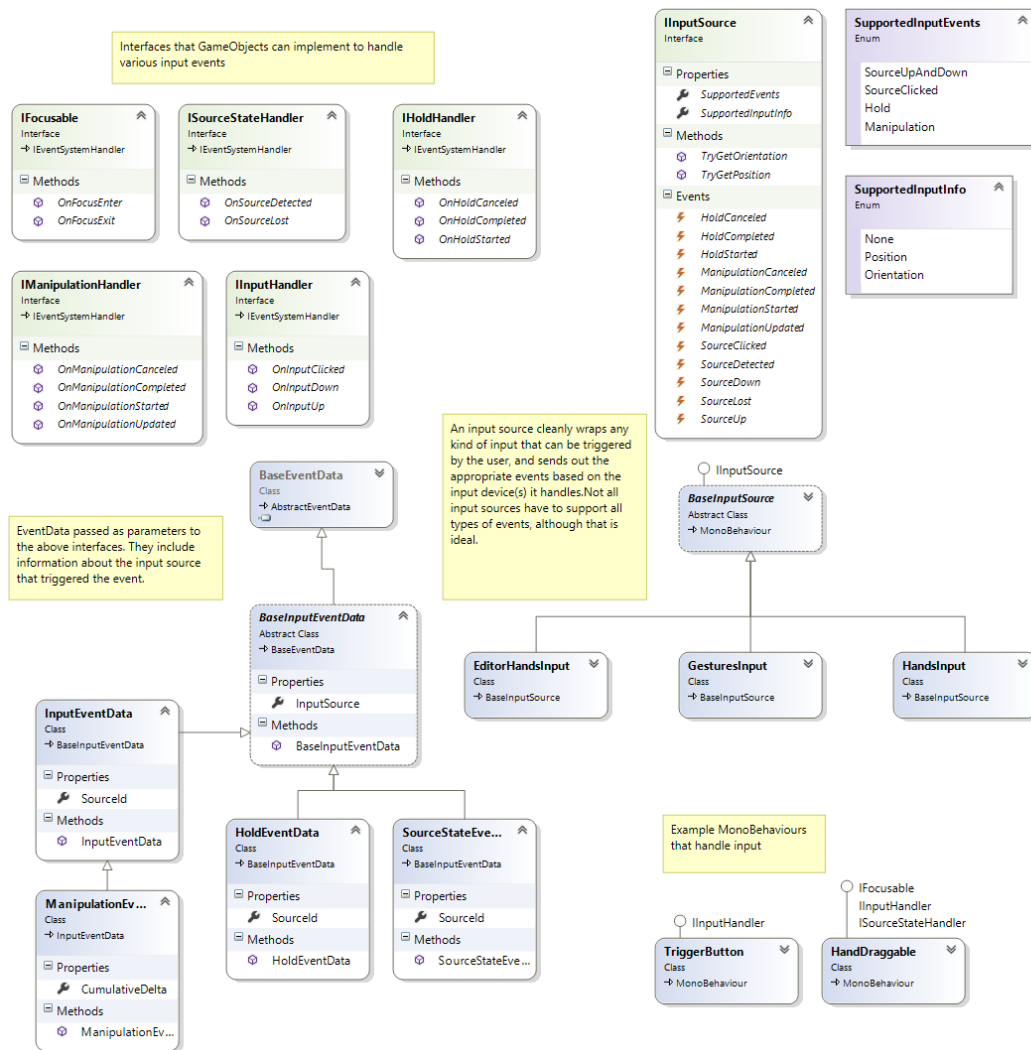 Interfaces that GameObjects can implement to handle
various input events
IFocusable
Interface
IEventSystemHandler
Methods
OnFocusEnter
OnFocusExit
ISourceStateHandler
Interface
IEventSystemHandler
Methods
OnSourceDetected
OnSourceLost
IHoldHandler
Interface
IEventSystemHandler
Methods
OnHoldCanceled
OnHoldCompleted
OnHoldStarted
IManipulationHandler
Interface
IEventSystemHandler
Methods
OnManipulationCanceled
OnManipulationCompleted
OnManipulationStarted
OnManipulationUpdated
IInputHandler
Interface
IEventSystemHandler
Methods
OnInputClicked
OnInputDown
OnInputUp
IInputSource
Interface
Properties
SupportedEvents
SupportedInputInfo
Methods
TryGetOrientation
TryGetPosition
Events
HoldCanceled
HoldCompleted
HoldStarted
ManipulationCanceled
ManipulationCompleted
ManipulationStarted
ManipulationUpdated
SourceClicked
SourceDetected
SourceDown
SourceLost
SourceUp
SupportedInputEvents
Enum
SourceUpAndDown
SourceClicked
Hold
Manipulation
SupportedInputInfo
Enum
None
Position
Orientation
An input source cleanly wraps any
kind of input that can be triggered
by the user, and sends out the
appropriate events based on the
input device(s) it handles.Not all
input sources have to support all
types of events, although that is
ideal.
BaseEventData
Class
AbstractEventData
EventData passed as parameters to
the above interfaces. They include
information about the input source
that triggered the event.
BaseInputEventData
Abstract Class
BaseEventData
Properties
InputSource
Methods
BaseInputEventData
InputEventData
Class
BaseInputEventData
Properties
SourceId
Methods
InputEventData
ManipulationEv...
Class
InputEventData
Properties
CumulativeDelta
Methods
ManipulationEv...
HoldEventData
Class
BaseInputEventData
Properties
SourceId
Methods
HoldEventData
SourceStateEve...
Class
BaseInputEventData
Properties
SourceId
Methods
SourceStateEve...
IInputSource
BaseInputSource
Abstract Class
MonoBehaviour
EditorHandsInput
Class
BaseInputSource
GesturesInput
Class
BaseInputSource
HandsInput
Class
BaseInputSource
Example MonoBehaviours
that handle input
IInputHandler
TriggerButton
Class
MonoBehaviour
IFocusable
IInputHandler
ISourceStateHandler
HandDraggable
Class
MonoBehaviour